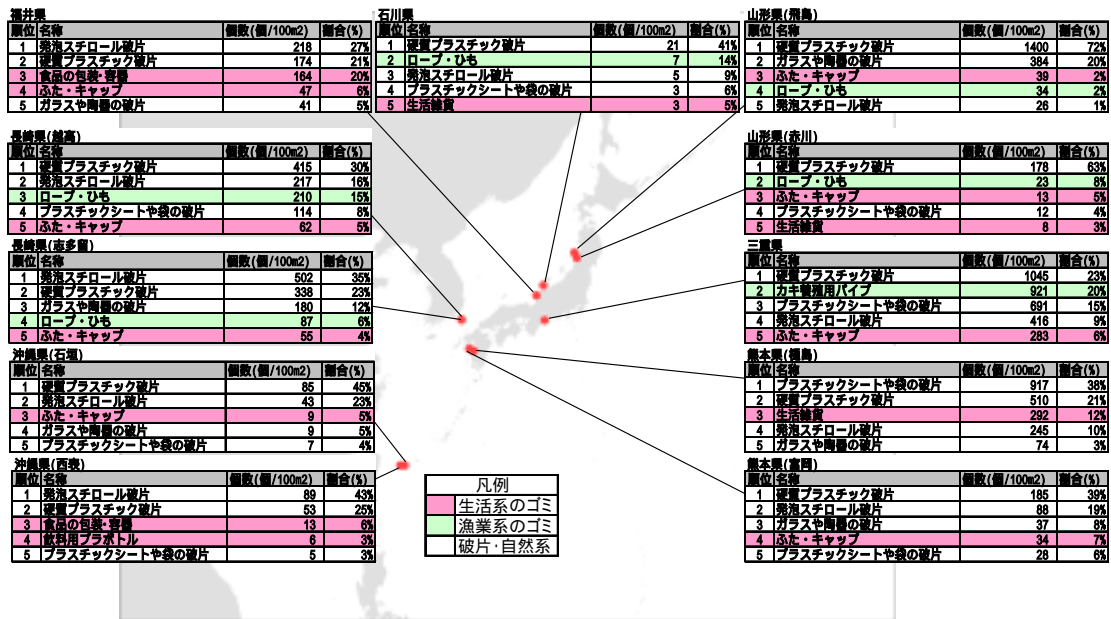 福井県
順位 名称 個数(個/100m2) 割合(%)
1 発泡スチロール破片 218 27%
2 硬質プラスチック破片 174 21%
3 食品の包装・容器 164 20%
4 ふた・キャップ 47 6%
5 ガラスや陶器の破片 41 5%
石川県
順位 名称 個数(個/100m2) 割合(%)
1 硬質プラスチック破片 21 41%
2 ロープ・ひも 7 14%
3 発泡スチロール破片 5 9%
4 プラスチックシートや袋の破片 3 6%
5 生活雑貨 3 5%
山形県(飛島)
順位 名称 個数(個/100m2) 割合(%)
1 硬質プラスチック破片 1400 72%
2 ガラスや陶器の破片 384 20%
3 ふた・キャップ 39 2%
4 ロープ・ひも 34 2%
5 発泡スチロール破片 26 1%
長崎県(越高)
順位 名称 個数(個/100m2) 割合(%)
1 硬質プラスチック破片 415 30%
2 発泡スチロール破片 217 16%
3 ロープ・ひも 210 15%
4 プラスチックシートや袋の破片 114 8%
5 ふた・キャップ 62 5%
山形県(赤川)
順位 名称 個数(個/100m2) 割合(%)
1 硬質プラスチック破片 178 63%
2 ロープ・ひも 23 8%
3 ふた・キャップ 13 5%
4 プラスチックシートや袋の破片 12 4%
5 生活雑貨 8 3%
長崎県(志多留)
順位 名称 個数(個/100m2) 割合(%)
1 発泡スチロール破片 502 35%
2 硬質プラスチック破片 338 23%
3 ガラスや陶器の破片 180 12%
4 ロープ・ひも 87 6%
5 ふた・キャップ 55 4%
三重県
順位 名称 個数(個/100m2) 割合(%)
1 硬質プラスチック破片 1045 23%
2 カキ養殖用パイプ 921 20%
3 プラスチックシートや袋の破片 691 15%
4 発泡スチロール破片 416 9%
5 ふた・キャップ 283 6%
沖縄県(石垣)
順位 名称 個数(個/100m2) 割合(%)
1 硬質プラスチック破片 85 45%
2 発泡スチロール破片 43 23%
3 ふた・キャップ 9 5%
4 ガラスや陶器の破片 9 5%
5 プラスチックシートや袋の破片 7 4%
熊本県(樋島)
順位 名称 個数(個/100m2) 割合(%)
1 プラスチックシートや袋の破片 917 38%
2 硬質プラスチック破片 510 21%
3 生活雑貨 292 12%
4 発泡スチロール破片 245 10%
5 ガラスや陶器の破片 74 3%
沖縄県(西表)
順位 名称 個数(個/100m2) 割合(%)
1 発泡スチロール破片 89 43%
2 硬質プラスチック破片 53 25%
3 食品の包装・容器 13 6%
4 飲料用プラボトル 6 3%
5 プラスチックシートや袋の破片 5 3%
熊本県(富岡)
順位 名称 個数(個/100m2) 割合(%)
1 硬質プラスチック破片 185 39%
2 発泡スチロール破片 88 19%
3 ガラスや陶器の破片 37 8%
4 ふた・キャップ 34 7%
5 プラスチックシートや袋の破片 28 6%
凡例
生活系のゴミ
漁業系のゴミ
破片・自然系